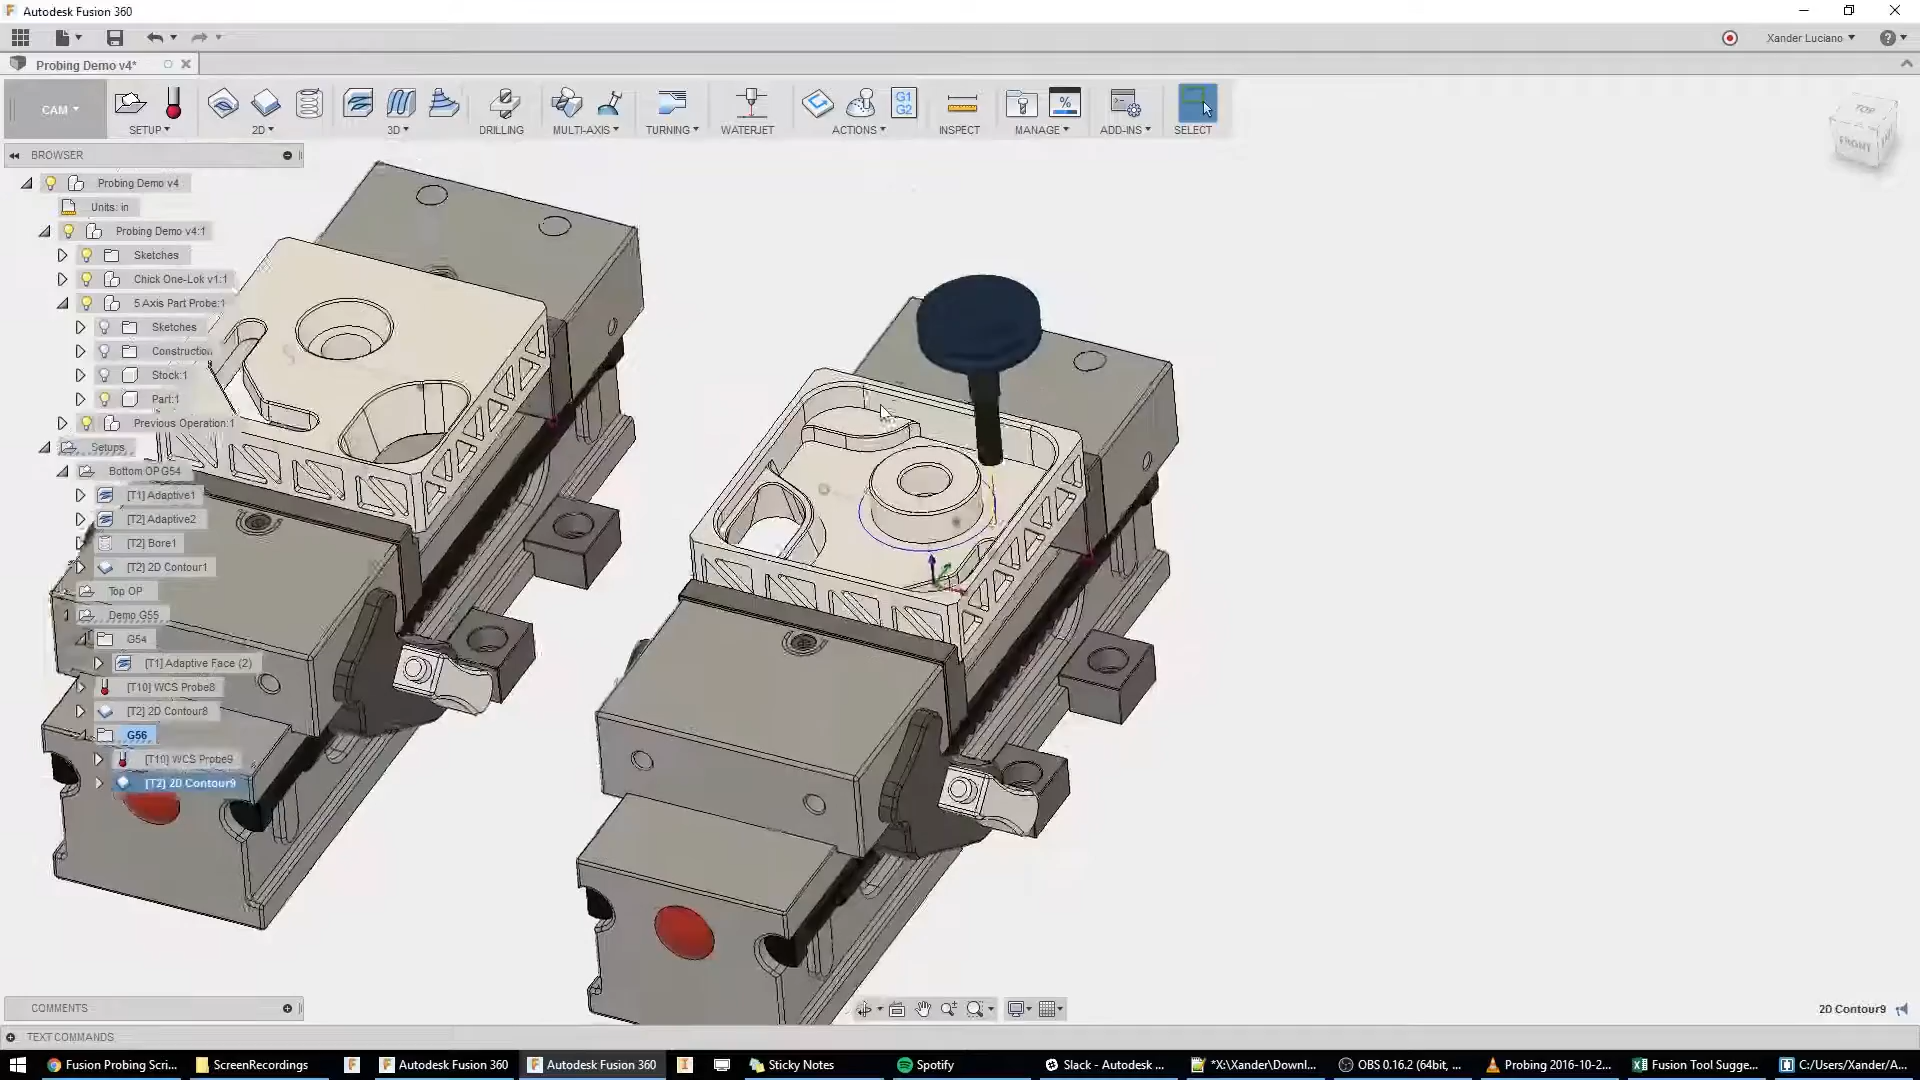 Autodesk Fusion 360
Xander Luciano
Probing Demo v4*
CAM
SETUP
2D
3D
DRILLING
MULTI-AXIS
TURNING
WATERJET
G1
G2
ACTIONS
INSPECT
%
MANAGE
ADD-INS
SELECT
TOP
FRONT
BROWSER
Probing Demo v4
Units: in
Probing Demo v4:1
Sketches
Chick One-Lok v1:1
5 Axis Part Probe:1
Sketches
Construction
Stock:1
Part:1
Previous Operation:1
Setups
Bottom OP G54
[T1] Adaptive1
[T2] Adaptive2
[T2] Bore1
[T2] 2D Contour1
Top OP
Demo G55
G54
[T1] Adaptive Face (2)
[T10] WCS Probe8
[T2] 2D Contour8
G56
[T10] WCS Probe9
[T2] 2D Contour9
COMMENTS
2D Contour9
TEXT COMMANDS
Fusion Probing Scri...
ScreenRecordings
Autodesk Fusion 360
Autodesk Fusion 360
Sticky Notes
Spotify
Slack - Autodesk ...
*X:\Xander\Downl...
OBS 0.16.2 (64bit, ...
Probing 2016-10-2...
Fusion Tool Sugge...
C:/Users/Xander/A...